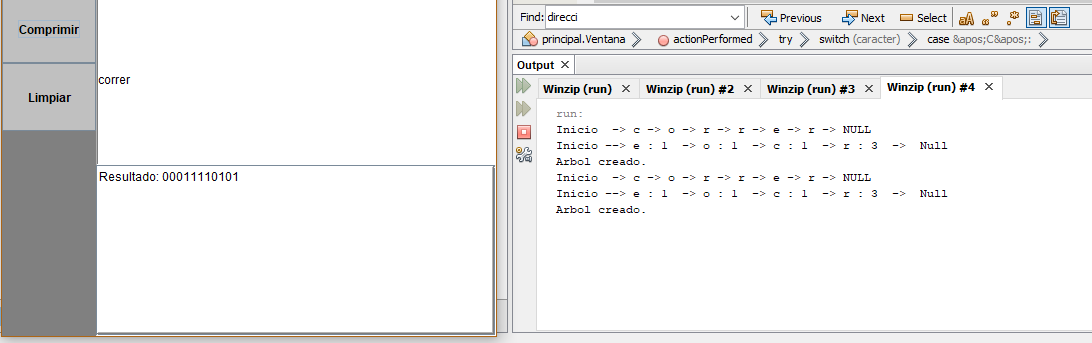 Comprimir
Limpiar
correr
Resultado: 00011110101
Find: direcci
Previous
Next
Select
aA
principal.Ventana
actionPerformed
try
switch (caracter)
case &apos;C&apos;:
Output ×
Winzip (run) ×
Winzip (run) #2 ×
Winzip (run) #3 ×
Winzip (run) #4 ×
run:
Inicio  -> c -> o -> r -> r -> e -> r -> NULL
Inicio --> e : 1  -> o : 1  -> c : 1  -> r : 3  ->  Null
Arbol creado.
Inicio  -> c -> o -> r -> r -> e -> r -> NULL
Inicio --> e : 1  -> o : 1  -> c : 1  -> r : 3  ->  Null
Arbol creado.